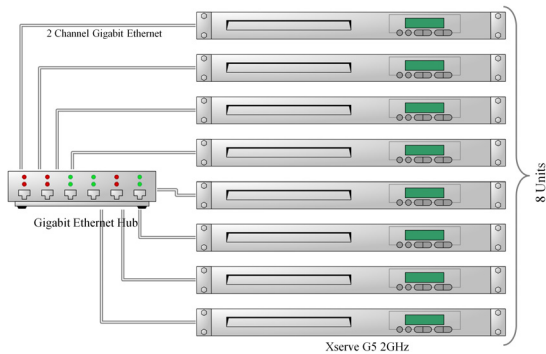 2 Channel Gigabit Ethernet
Gigabit Ethernet Hub
8 Units
Xserve G5 2GHz